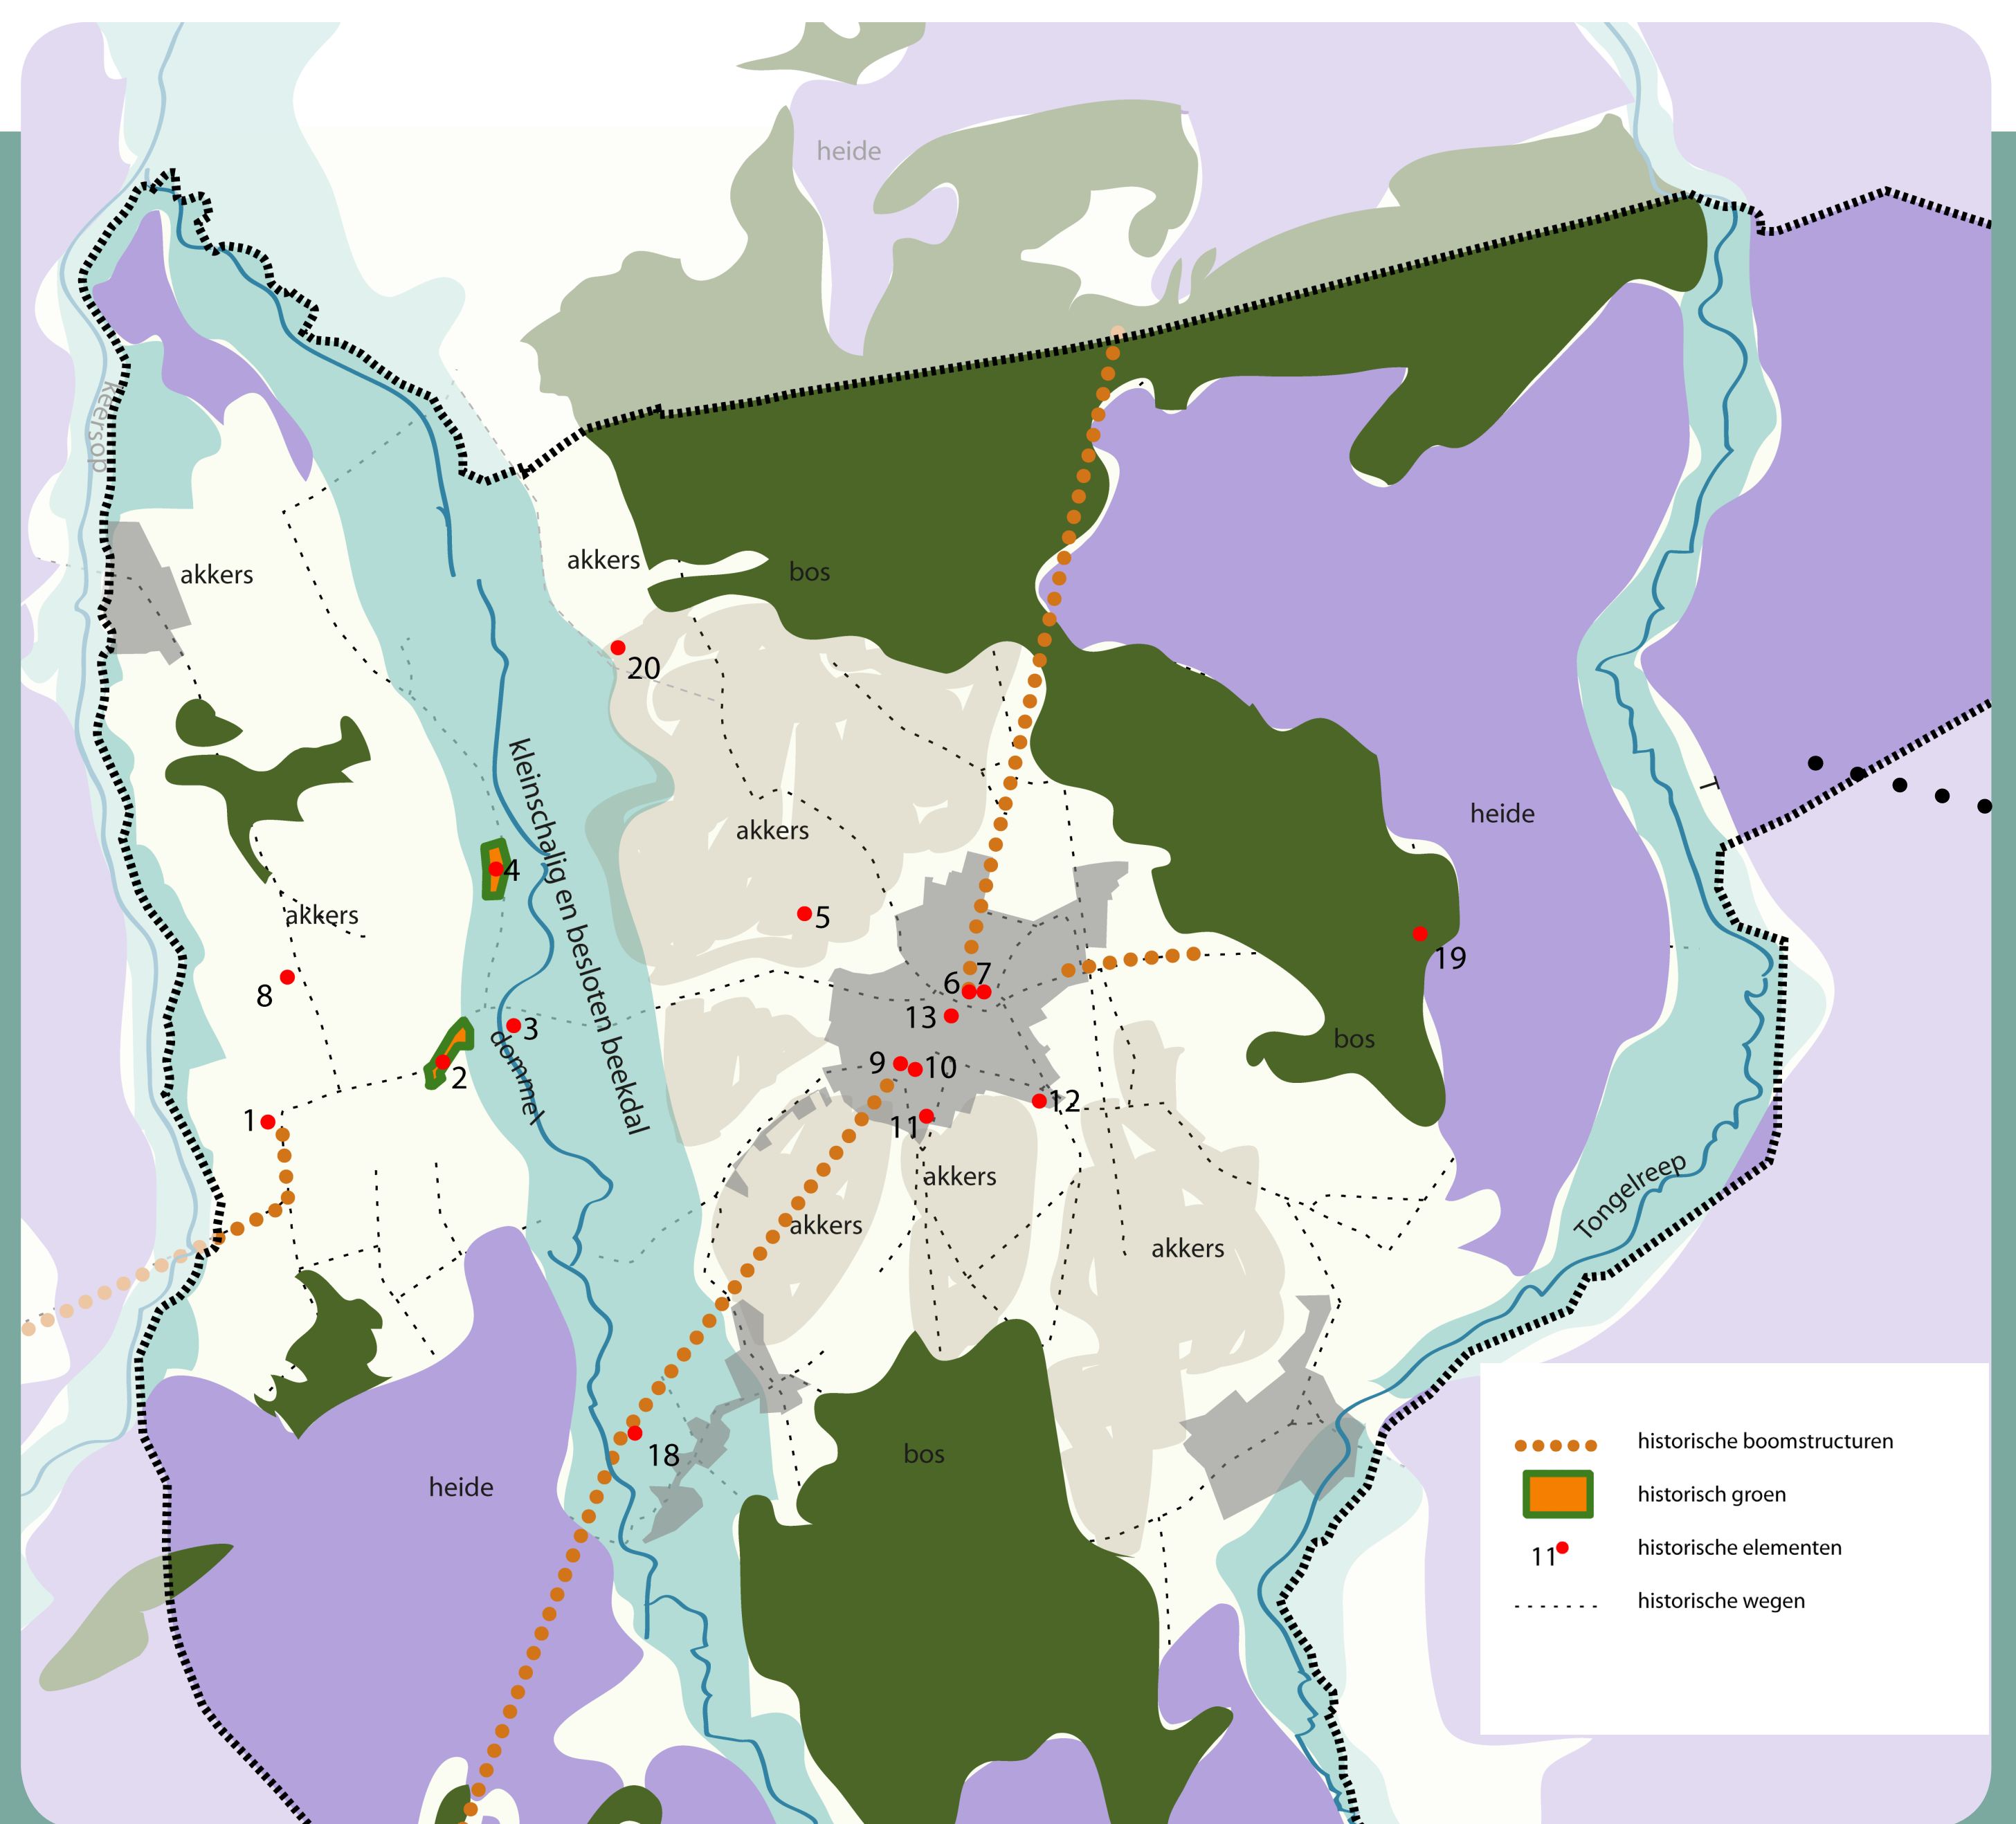 heide
keersop
akkers
akkers
bos
20
kleinschalig en besloten beekdal
T
heide
akkers
4
5
akkers
19
8
6
7
13
3
dommel
bos
9
10
2
12
1
11
akkers
Tongelreep
akkers
akkers
18
bos
heide
historische boomstructuren
historisch groen
11
historische elementen
historische wegen